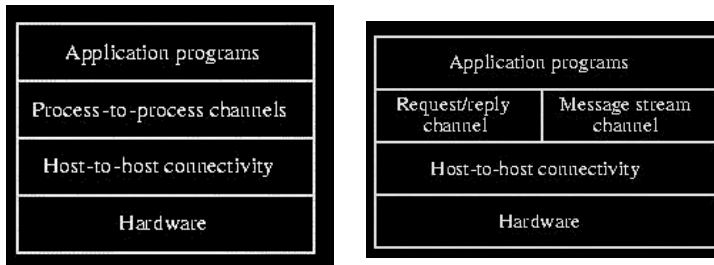 Application programs
Process-to-process channels
Host-to-host connectivity
Hardware
Application programs
Request/reply
channel
Message stream
channel
Host-to-host connectivity
Hardware